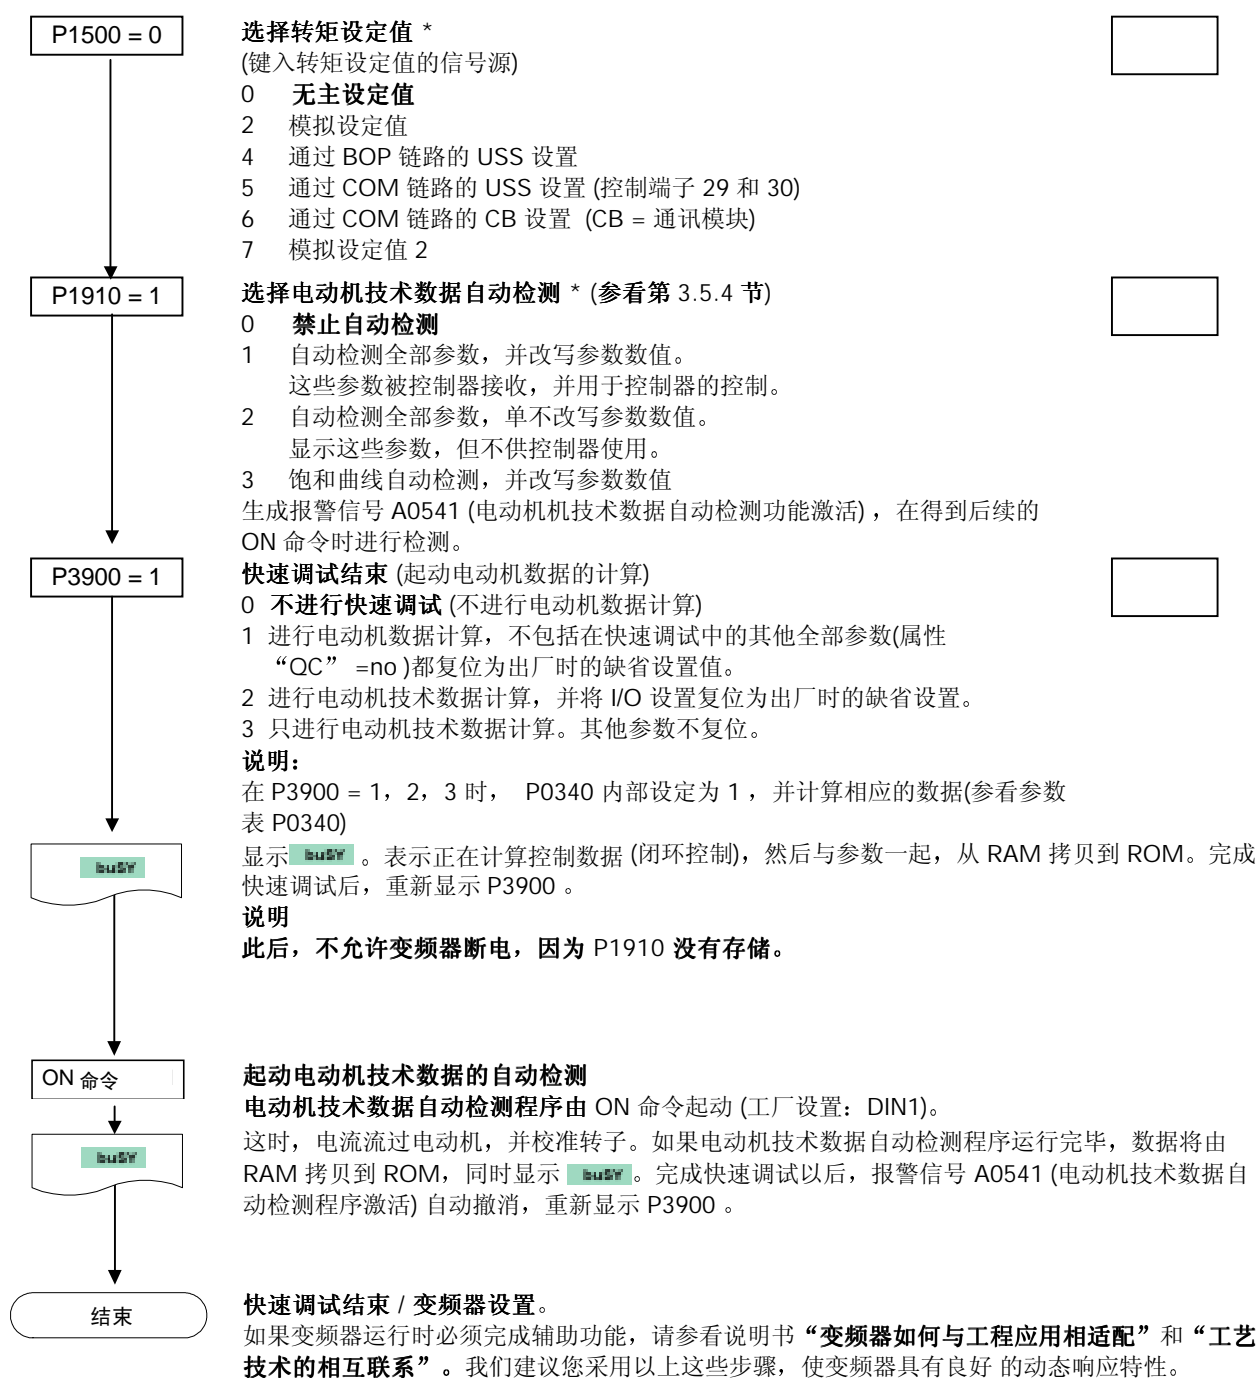 P1500 = 0
选择转矩设定值 *
(键入转矩设定值的信号源)
0 无主设定值
2 模拟设定值
4 通过 BOP 链路的 USS 设置
5 通过 COM 链路的 USS 设置 (控制端子 29 和 30)
6 通过 COM 链路的 CB 设置 (CB = 通讯模块)
7 模拟设定值 2
P1910 = 1
选择电动机技术数据自动检测 * (参看第 3.5.4 节)
0 禁止自动检测
1 自动检测全部参数，并改写参数数值。
这些参数被控制器接收，并用于控制器的控制。
2 自动检测全部参数，单不改写参数数值。
显示这些参数，但不供控制器使用。
3 饱和曲线自动检测，并改写参数数值
生成报警信号 A0541 (电动机机技术数据自动检测功能激活) ，在得到后续的
ON 命令时进行检测。
P3900 = 1
快速调试结束 (起动电动机数据的计算)
0 不进行快速调试 (不进行电动机数据计算)
1 进行电动机数据计算，不包括在快速调试中的其他全部参数(属性
“QC” =no )都复位为出厂时的缺省设置值。
2 进行电动机技术数据计算，并将 I/O 设置复位为出厂时的缺省设置。
3 只进行电动机技术数据计算。其他参数不复位。
说明：
在 P3900 = 1，2，3 时， P0340 内部设定为 1 ，并计算相应的数据(参看参数
表 P0340)
buSY
显示 buSY 。表示正在计算控制数据 (闭环控制)，然后与参数一起，从 RAM 拷贝到 ROM。完成
快速调试后，重新显示 P3900 。
说明
此后，不允许变频器断电，因为 P1910 没有存储。
ON 命令
起动电动机技术数据的自动检测
电动机技术数据自动检测程序由 ON 命令起动 (工厂设置：DIN1)。
buSY
这时，电流流过电动机，并校准转子。如果电动机技术数据自动检测程序运行完毕，数据将由
RAM 拷贝到 ROM，同时显示 buSY 。完成快速调试以后，报警信号 A0541 (电动机技术数据自
动检测程序激活) 自动撤消，重新显示 P3900 。
结束
快速调试结束 / 变频器设置。
如果变频器运行时必须完成辅助功能，请参看说明书“变频器如何与工程应用相适配”和“工艺
技术的相互联系”。我们建议您采用以上这些步骤，使变频器具有良好 的动态响应特性。